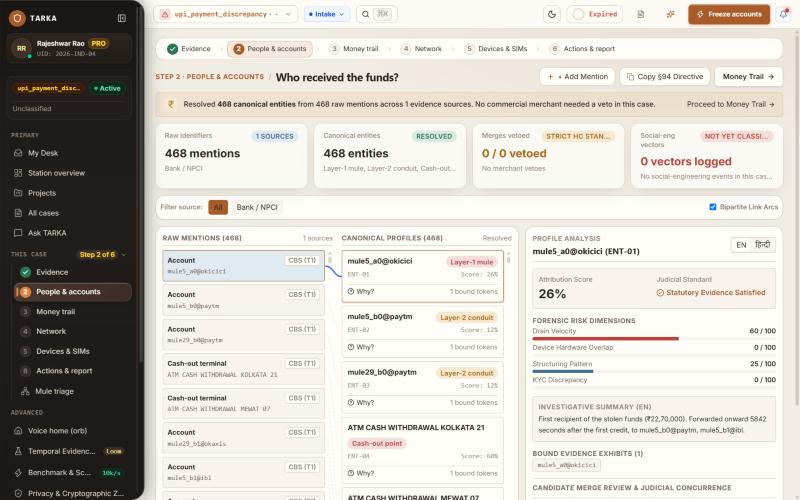 TARKA
RR
Rajeshwar Rao PRO
UID: 2026-IND-04
upi_payment_disc… Active
Unclassified
PRIMARY
My Desk
Station overview
Projects
All cases
Ask TARKA
THIS CASE Step 2 of 6
Evidence
2 People & accounts
3 Money trail
4 Network
5 Devices & SIMs
6 Actions & report
Mule triage
ADVANCED
Voice home (orb)
Temporal Evidenc… Loom
Benchmark & Sc… 10k/s
Privacy & Cryptographic Z…
upi_payment_discrepancy
Intake
⌘K
Expired
Freeze accounts
Evidence
2 People & accounts
3 Money trail
4 Network
5 Devices & SIMs
6 Actions & report
STEP 2 · PEOPLE & ACCOUNTS / Who received the funds?
+ + Add Mention
Copy §94 Directive
Money Trail →
₹ Resolved 468 canonical entities from 468 raw mentions across 1 evidence sources. No commercial merchant needed a veto in this case.
Proceed to Money Trail →
Raw identifiers 1 SOURCES
468 mentions
Bank / NPCI
Canonical entities RESOLVED
468 entities
Layer-1 mule, Layer-2 conduit, Cash-out…
Merges vetoed STRICT HC STAN…
0 / 0 vetoed
No merchant vetoes
Social-eng vectors NOT YET CLASSI…
0 vectors logged
No social-engineering events in this cas…
Filter source: All Bank / NPCI
Bipartite Link Arcs
RAW MENTIONS (468) 1 sources
Account CBS (T1)
mule5_a0@okicici
Account CBS (T1)
mule5_b0@paytm
Account CBS (T1)
mule29_b0@paytm
Cash-out terminal CBS (T1)
ATM CASH WITHDRAWAL KOLKATA 21
Cash-out terminal CBS (T1)
ATM CASH WITHDRAWAL MEWAT 07
Account CBS (T1)
mule29_b1@okaxis
Account CBS (T1)
mule5_b1@ibl
Account CBS (T1)
CANONICAL PROFILES (468) Resolved
mule5_a0@okicici Layer-1 mule
ENT-01 Score: 26%
Why? 1 bound tokens
mule5_b0@paytm Layer-2 conduit
ENT-02 Score: 12%
Why? 1 bound tokens
mule29_b0@paytm Layer-2 conduit
ENT-03 Score: 12%
Why? 1 bound tokens
ATM CASH WITHDRAWAL KOLKATA 21
Cash-out point
ENT-04 Score: 60%
Why? 1 bound tokens
ATM CASH WITHDRAWAL MEWAT 07
PROFILE ANALYSIS
mule5_a0@okicici (ENT-01)
EN हिन्दी
Attribution Score
26%
Judicial Standard
Statutory Evidence Satisfied
FORENSIC RISK DIMENSIONS
Drain Velocity 60 / 100
Device Hardware Overlap 0 / 100
Structuring Pattern 25 / 100
KYC Discrepancy 0 / 100
INVESTIGATIVE SUMMARY (EN)
First recipient of the stolen funds (₹22,70,000). Forwarded onward 5842
seconds after the first credit, to mule5_b0@paytm, mule5_b1@ibl.
BOUND EVIDENCE EXHIBITS (1)
mule5_a0@okicici
CANDIDATE MERGE REVIEW & JUDICIAL CONCURRENCE